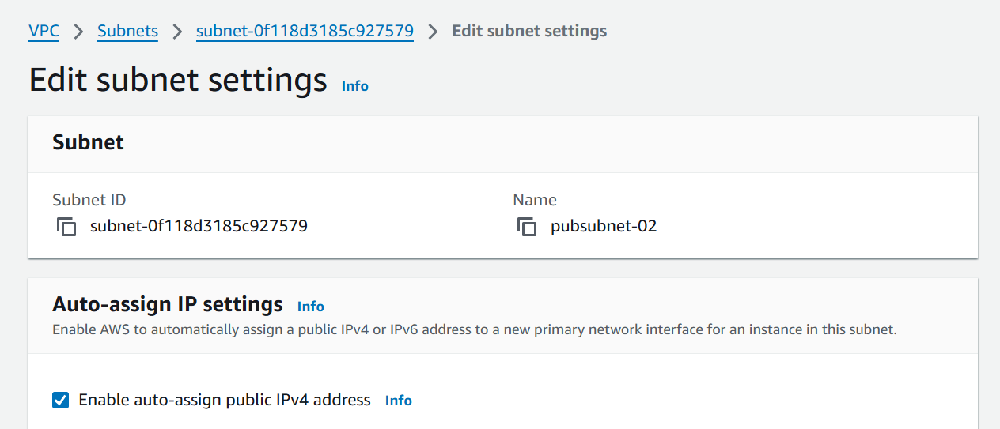 VPC > Subnets > subnet-0f118d3185c927579 > Edit subnet settings
Edit subnet settings Info
Subnet
Subnet ID Name
subnet-0f118d3185c927579 pubsubnet-02
Auto-assign IP settings Info
Enable AWS to automatically assign a public IPv4 or IPv6 address to a new primary network interface for an instance in this subnet.
Enable auto-assign public IPv4 address Info